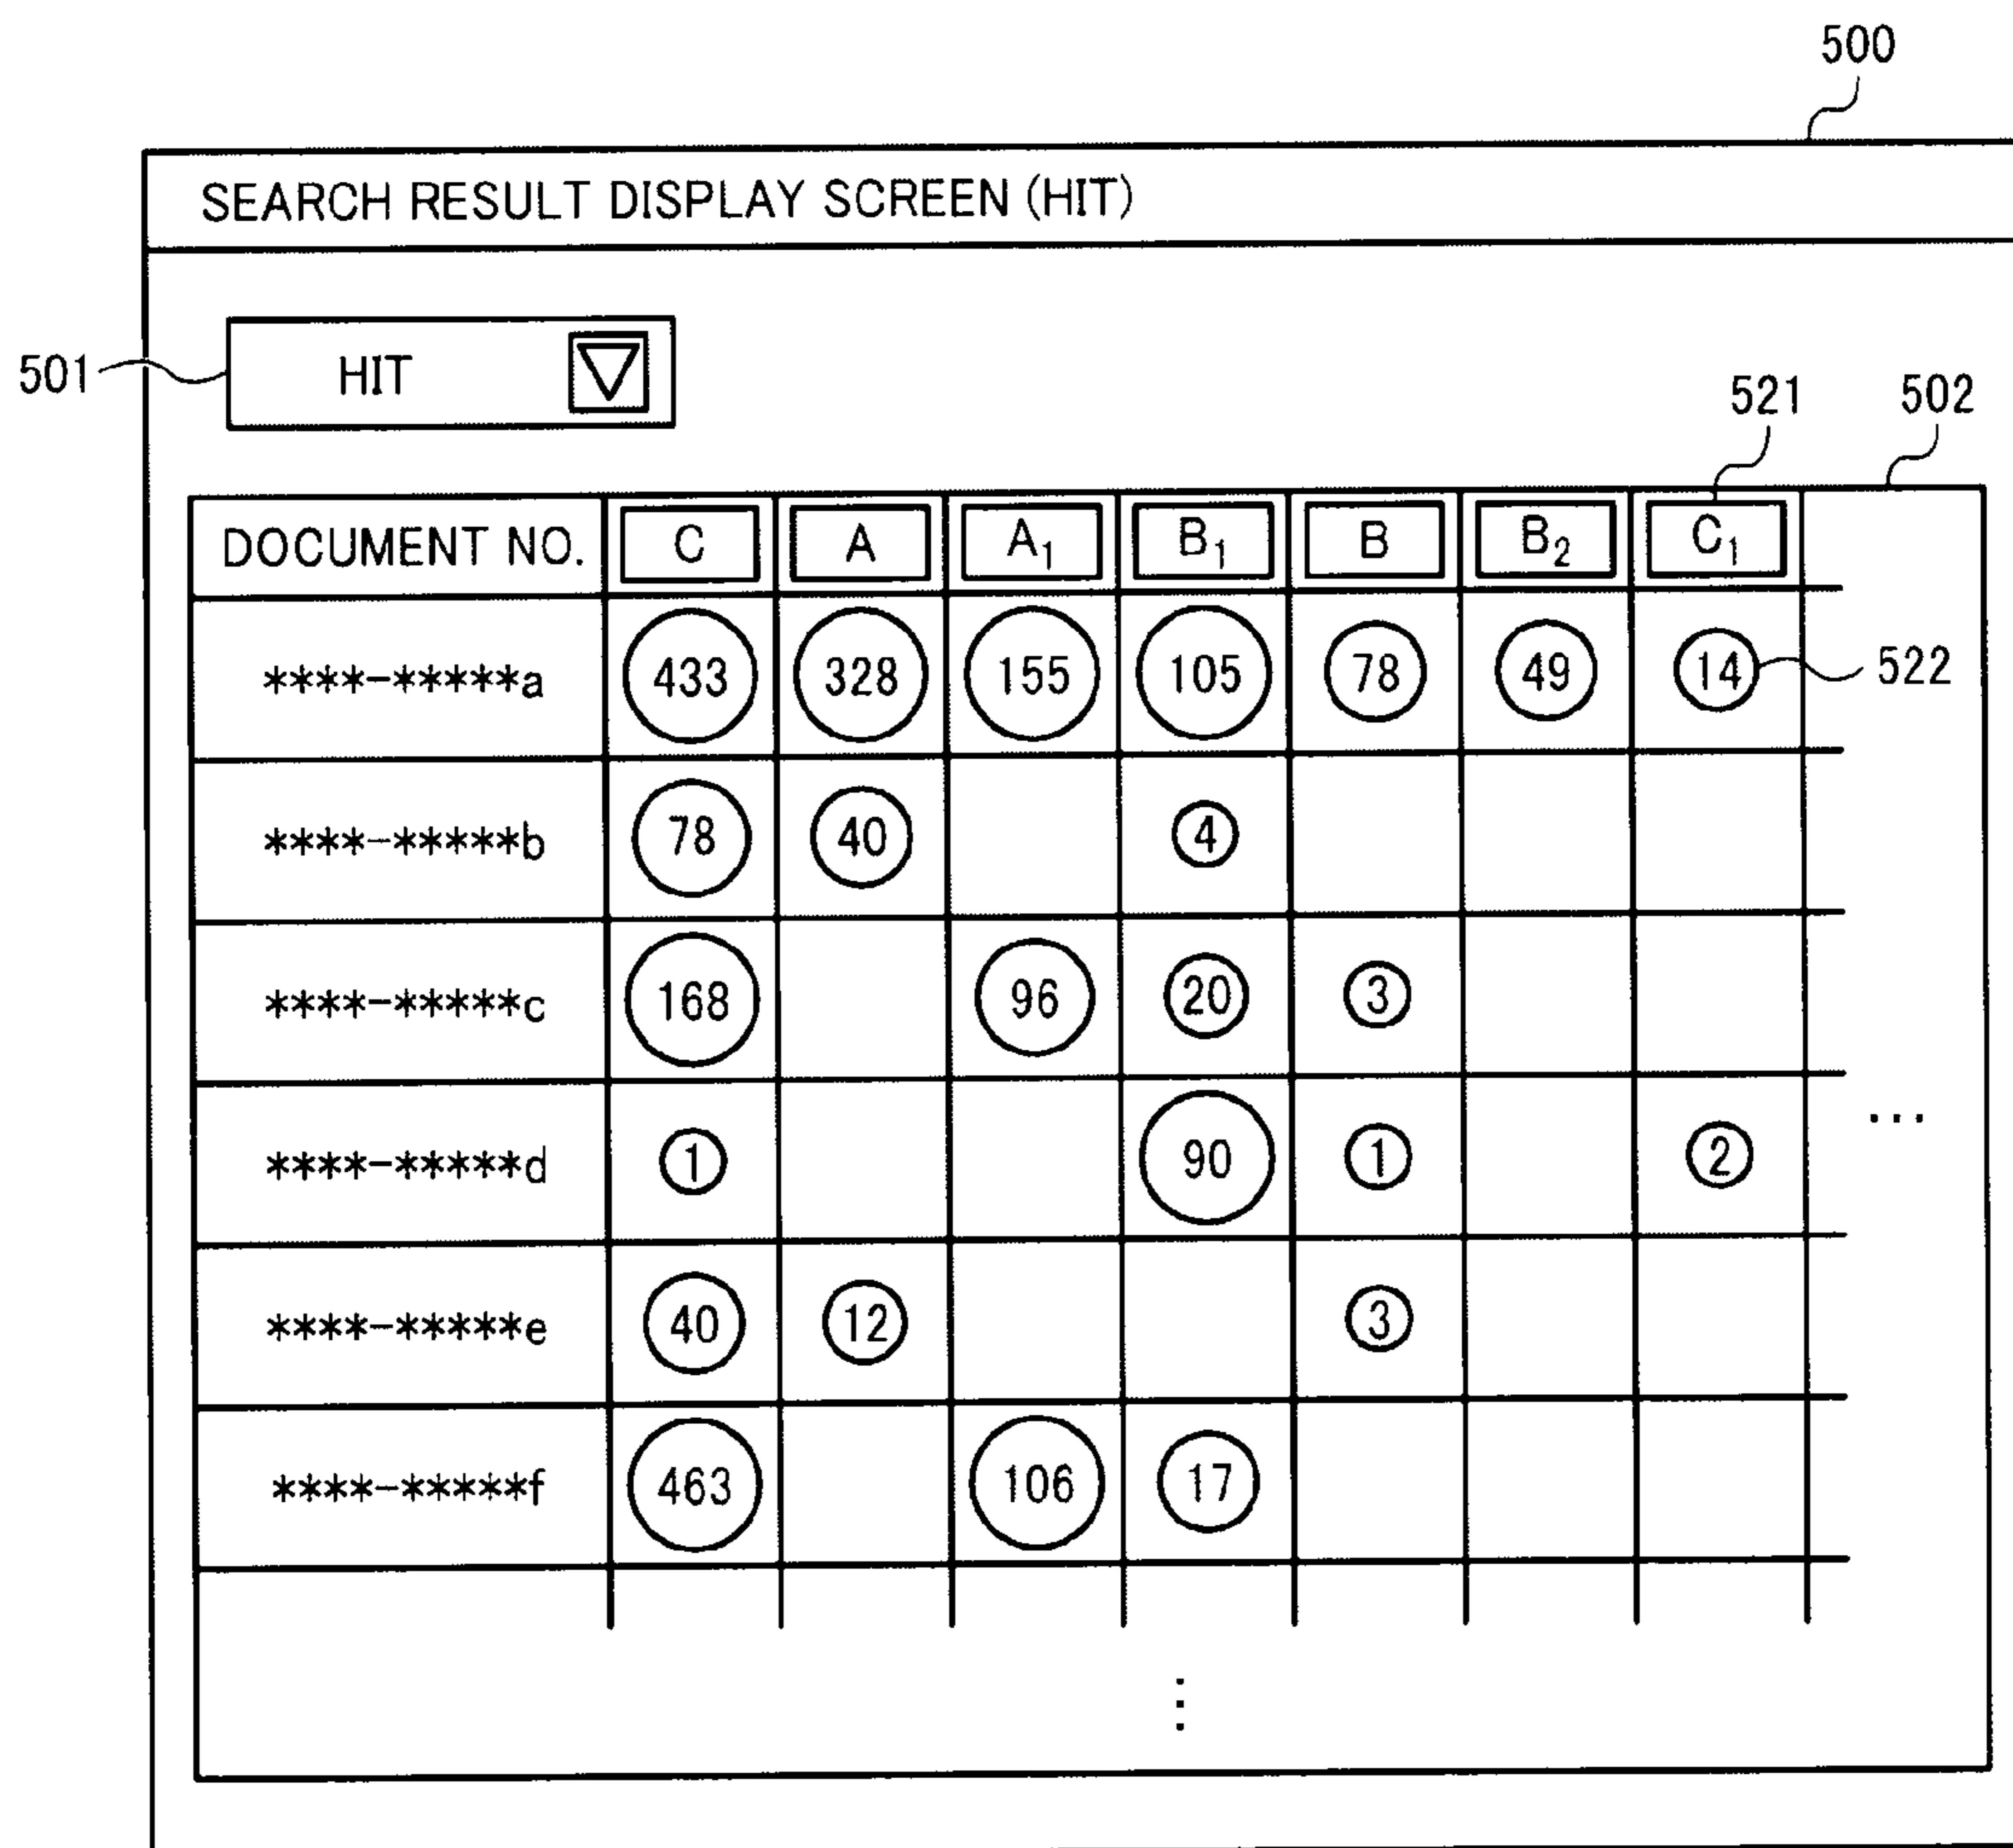 500
SEARCH RESULT DISPLAY SCREEN (HIT)
501 HIT
521 502
DOCUMENT NO. C A A₁ B₁ B B₂ C₁
****-*****a 433 328 155 105 78 49 14 522
****-*****b 78 40 4
****-*****c 168 96 20 3
****-*****d 1 90 1 2 ...
****-*****e 40 12 3
****-*****f 463 106 17
⋮